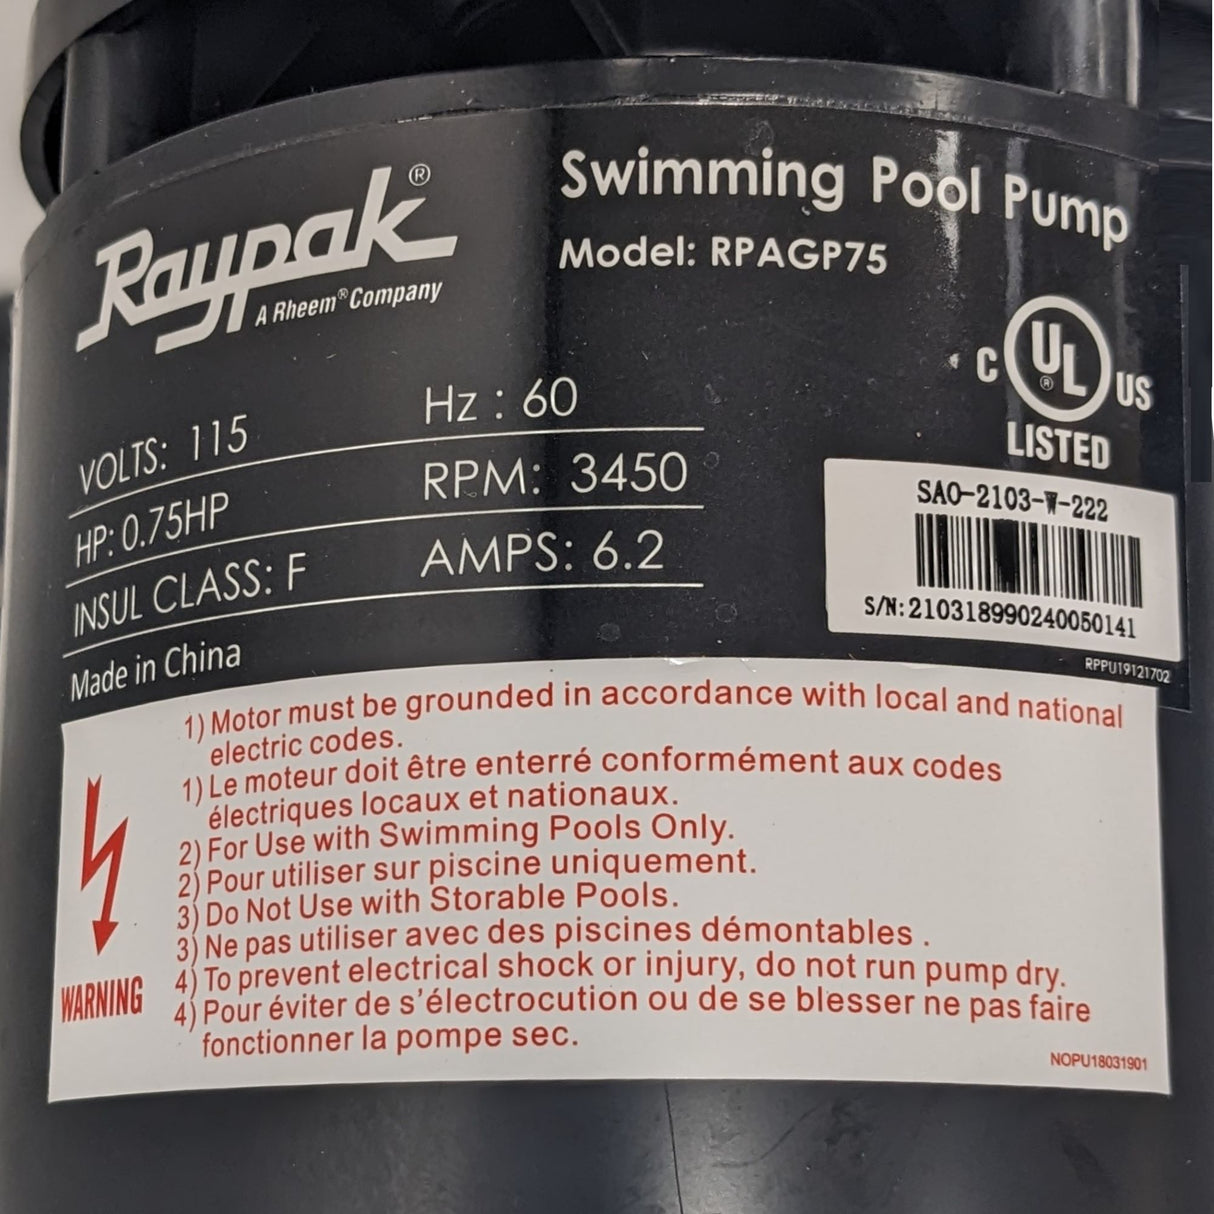 Raypak®
A Rheem® Company
Swimming Pool Pump
Model: RPAGP75
C UL® US
LISTED
VOLTS: 115
Hz : 60
HP: 0.75HP
RPM: 3450
INSUL CLASS: F
AMPS: 6.2
Made in China
SAO-2103-W-222
S/N:210318990240050141
RPPU19121702
1) Motor must be grounded in accordance with local and national
electric codes.
1) Le moteur doit être enterré conformément aux codes
électriques locaux et nationaux.
2) For Use with Swimming Pools Only.
2) Pour utiliser sur piscine uniquement.
3) Do Not Use with Storable Pools.
3) Ne pas utiliser avec des piscines démontables .
4) To prevent electrical shock or injury, do not run pump dry.
4) Pour éviter de s'électrocution ou de se blesser ne pas faire
fonctionner la pompe sec.
WARNING
NOPU18031901